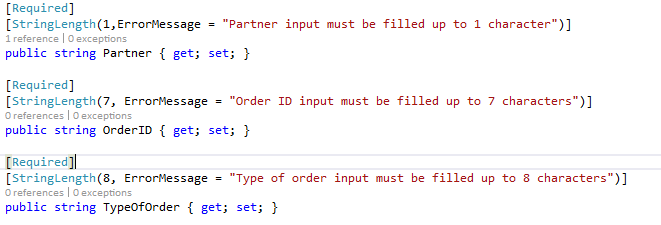 [Required]
[StringLength(1,ErrorMessage = "Partner input must be filled up to 1 character")]
1 reference | 0 exceptions
public string Partner { get; set; }
[Required]
[StringLength(7, ErrorMessage = "Order ID input must be filled up to 7 characters")]
0 references | 0 exceptions
public string OrderID { get; set; }
[Required]
[StringLength(8, ErrorMessage = "Type of order input must be filled up to 8 characters")]
0 references | 0 exceptions
public string TypeOfOrder { get; set; }